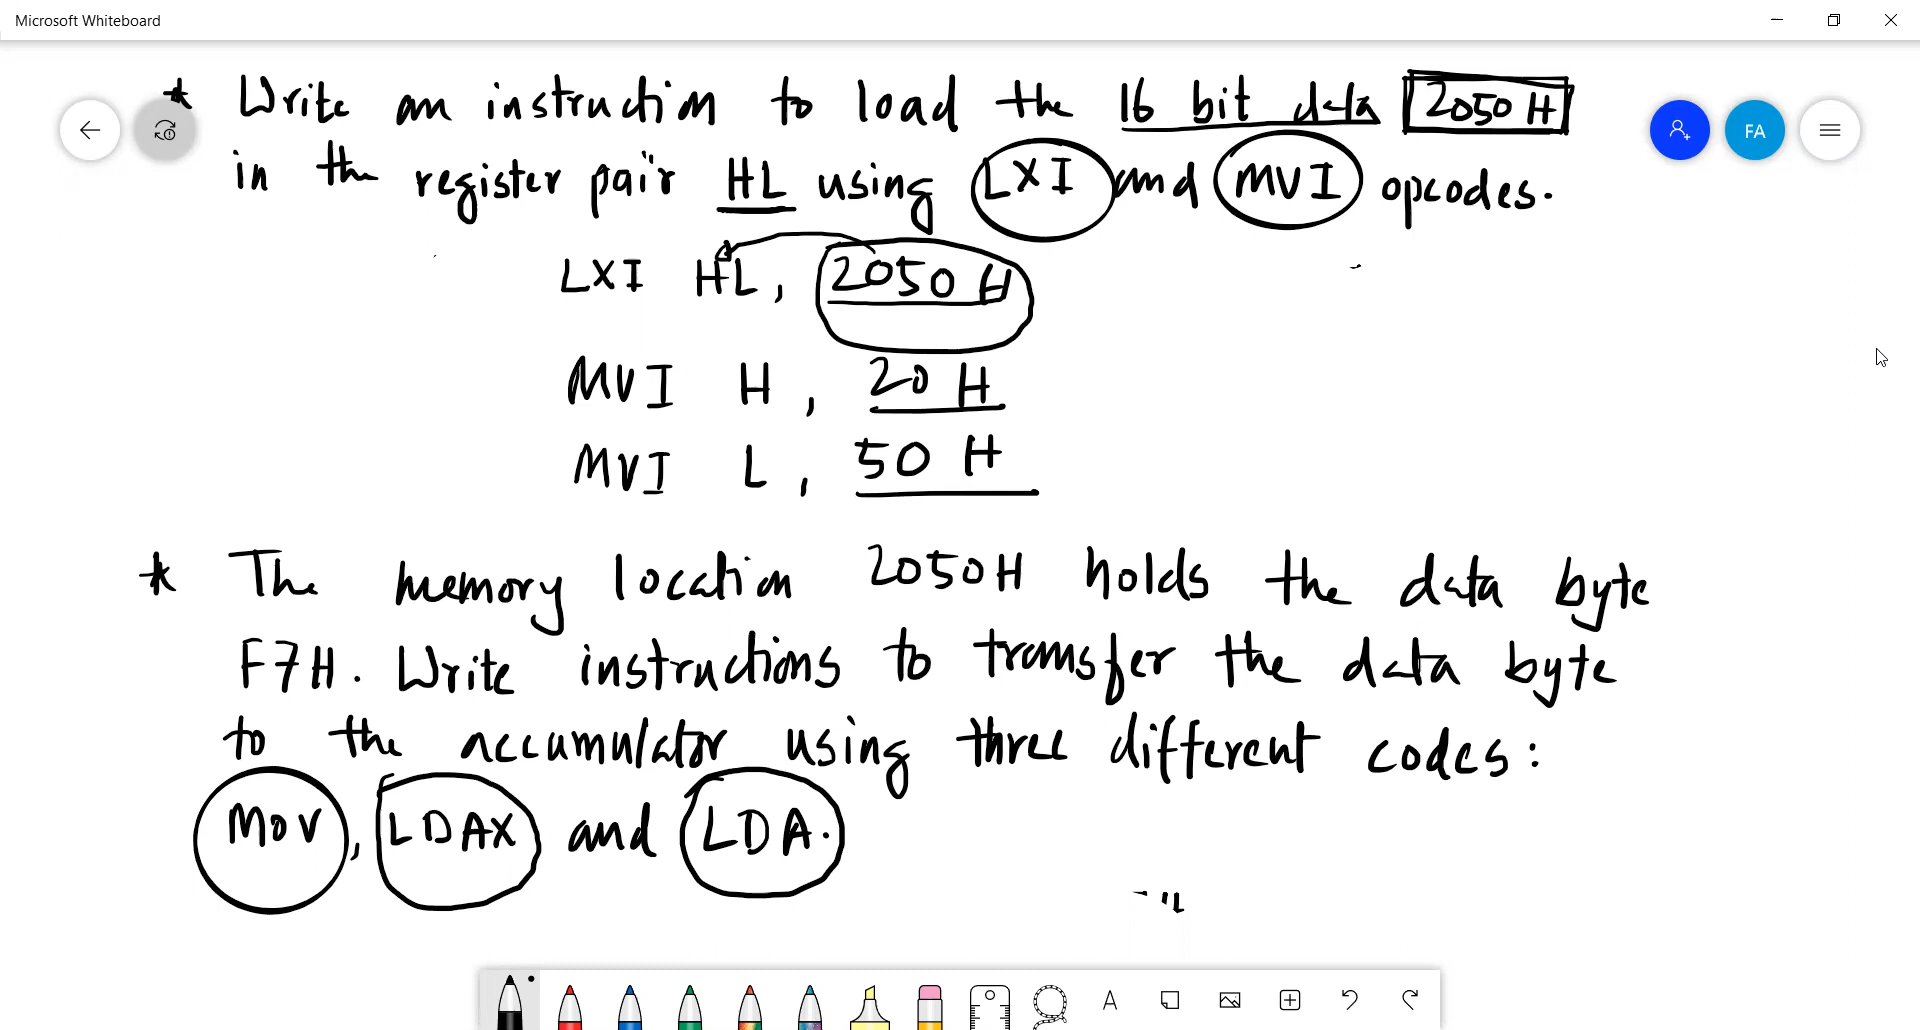 Microsoft Whiteboard
* Write an instruction to load the 16 bit data 2050 H
in the register pair HL using LXI and MVI opcodes.
FA
LXI HL, 2050 H
MVI H, 20 H
MVI L, 50 H
* The memory location 2050H holds the data byte
F7H. Write instructions to transfer the data byte
to the accumulator using three different codes:
MOV, LDAX and LDA.
A